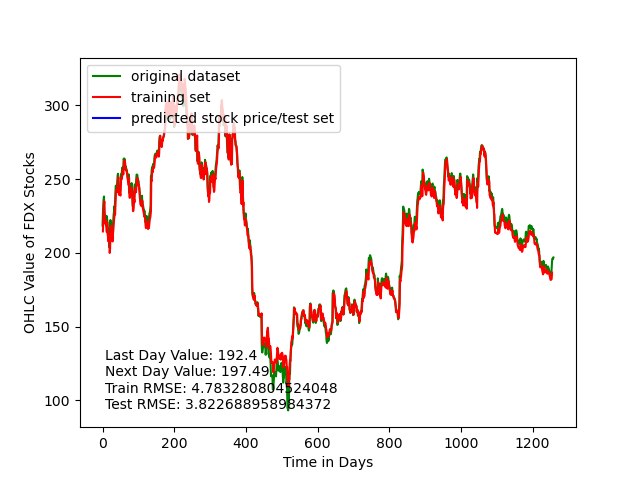 original dataset
training set
predicted stock price/test set
OHLC Value of FDX Stocks
300
250
200
150
100
Last Day Value: 192.4
Next Day Value: 197.49
Train RMSE: 4.783280804524048
Test RMSE: 3.822688958984372
0 200 400 600 800 1000 1200
Time in Days